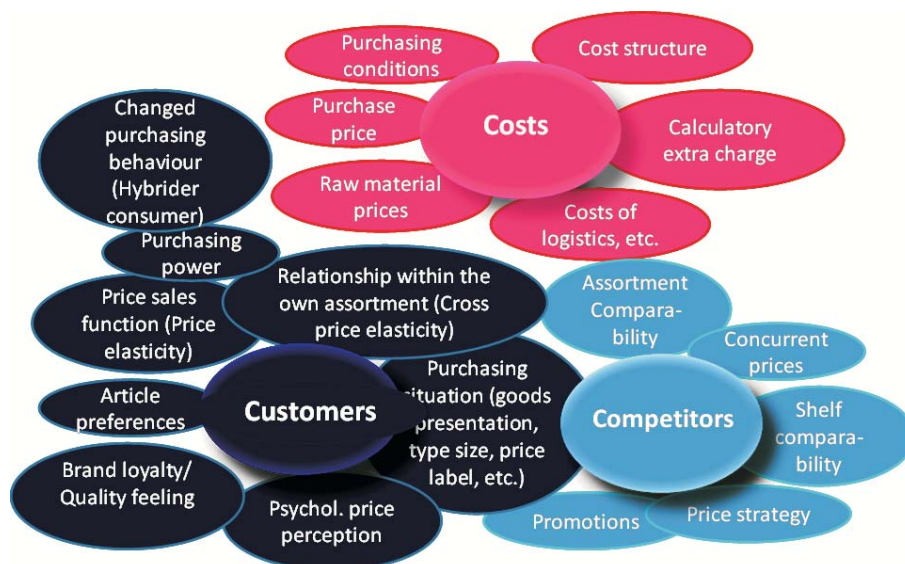 Purchasing
conditions
Cost structure
Purchase
price
Costs
Calculatory
extra charge
Raw material
prices
Costs of
logistics, etc.
Changed
purchasing
behaviour
(Hybrider
consumer)
Purchasing
power
Price sales
function (Price
elasticity)
Relationship within the
own assortment (Cross
price elasticity)
Article
preferences
Customers
Purchasing
situation (goods
presentation,
type size, price
label, etc.)
Brand loyalty/
Quality feeling
Psychol. price
perception
Assortment
Compara-
bility
Concurrent
prices
Competitors
Shelf
compara-
bility
Promotions
Price strategy